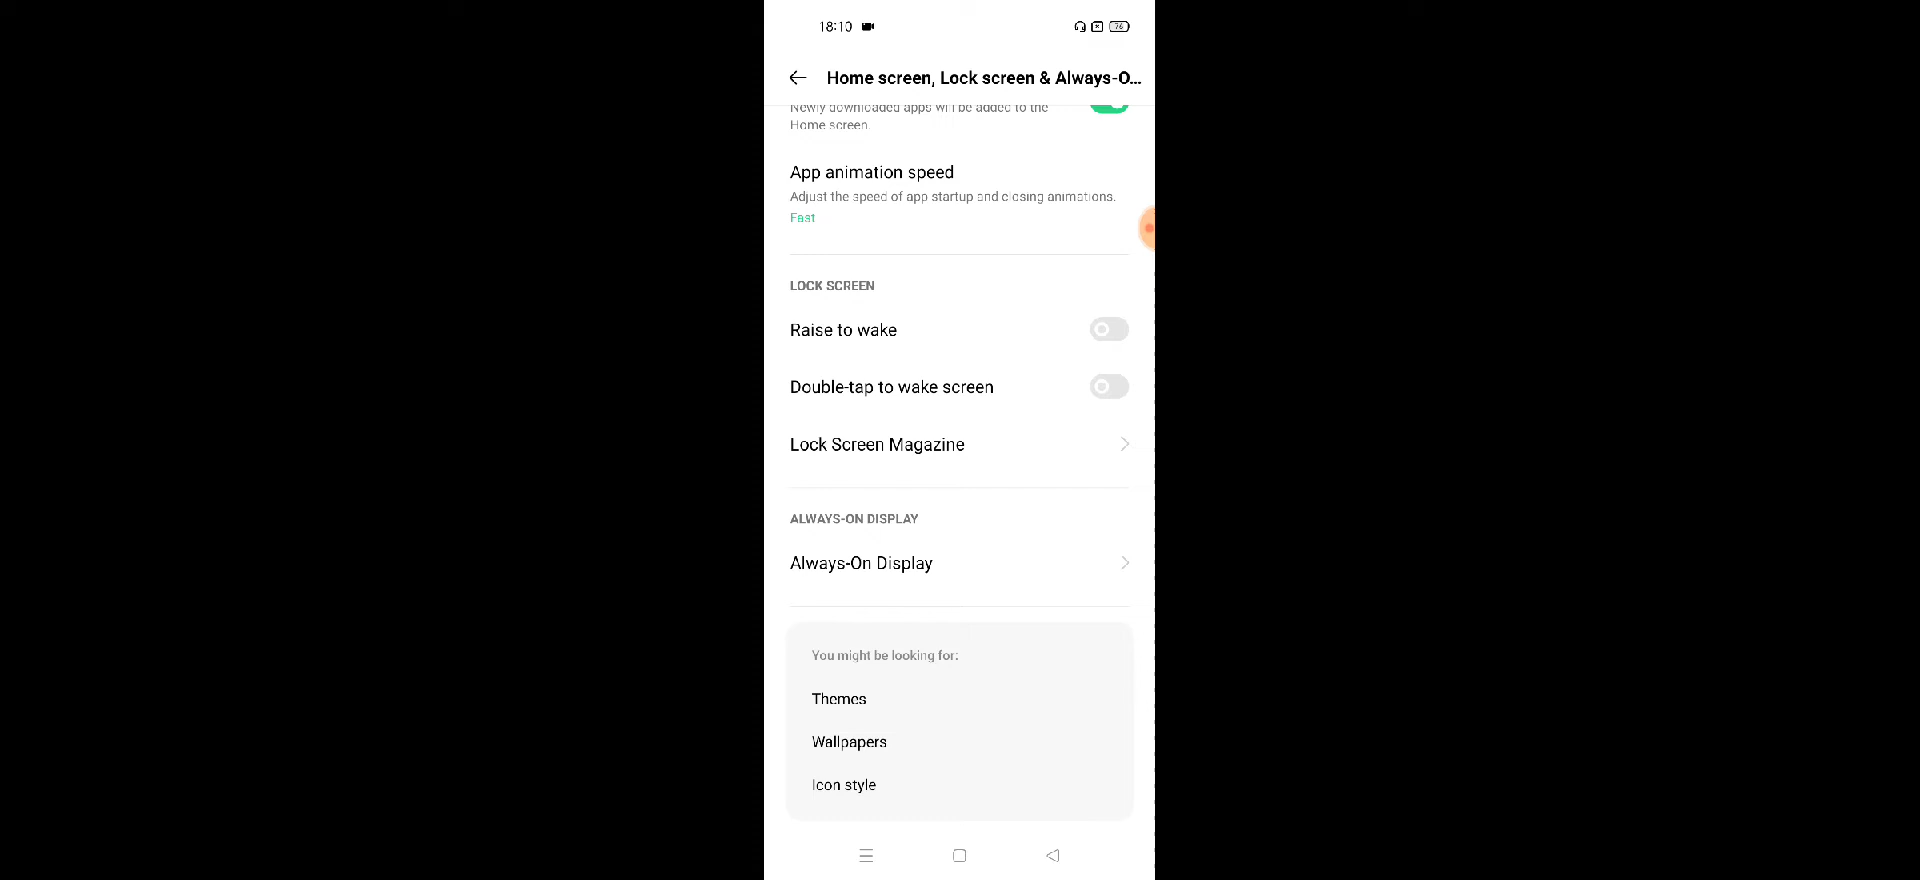 18:10
76
Home screen, Lock screen & Always-O...
Newly downloaded apps will be added to the
Home screen.
App animation speed
Adjust the speed of app startup and closing animations.
Fast
LOCK SCREEN
Raise to wake
Double-tap to wake screen
Lock Screen Magazine
ALWAYS-ON DISPLAY
Always-On Display
You might be looking for:
Themes
Wallpapers
Icon style